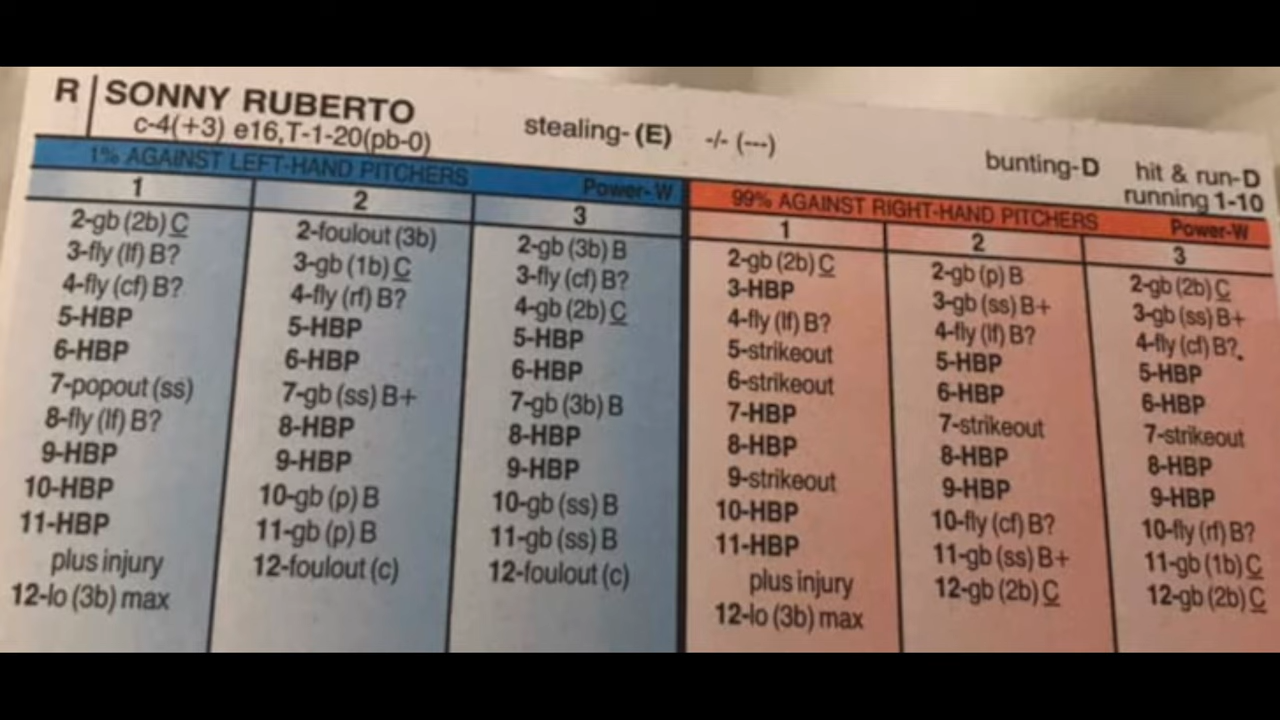 R SONNY RUBERTO
c-4(+3) e16,T-1-20(pb-0)
stealing- (E) -/- (---)
bunting-D
hit & run-D
running 1-10
1% AGAINST LEFT-HAND PITCHERS Power-W
1
2-gb (2b) C
3-fly (lf) B?
4-fly (cf) B?
5-HBP
6-HBP
7-popout (ss)
8-fly (lf) B?
9-HBP
10-HBP
11-HBP
plus injury
12-lo (3b) max
2
2-foulout (3b)
3-gb (1b) C
4-fly (rf) B?
5-HBP
6-HBP
7-gb (ss) B+
8-HBP
9-HBP
10-gb (p) B
11-gb (p) B
12-foulout (c)
3
2-gb (3b) B
3-fly (cf) B?
4-gb (2b) C
5-HBP
6-HBP
7-gb (3b) B
8-HBP
9-HBP
10-gb (ss) B
11-gb (ss) B
12-foulout (c)
99% AGAINST RIGHT-HAND PITCHERS Power-W
1
2-gb (2b) C
3-HBP
4-fly (lf) B?
5-strikeout
6-strikeout
7-HBP
8-HBP
9-strikeout
10-HBP
11-HBP
plus injury
12-lo (3b) max
2
2-gb (p) B
3-gb (ss) B+
4-fly (lf) B?
5-HBP
6-HBP
7-strikeout
8-HBP
9-HBP
10-fly (cf) B?
11-gb (ss) B+
12-gb (2b) C
3
2-gb (2b) C
3-gb (ss) B+
4-fly (cf) B?
5-HBP
6-HBP
7-strikeout
8-HBP
9-HBP
10-fly (rf) B?
11-gb (1b) C
12-gb (2b) C